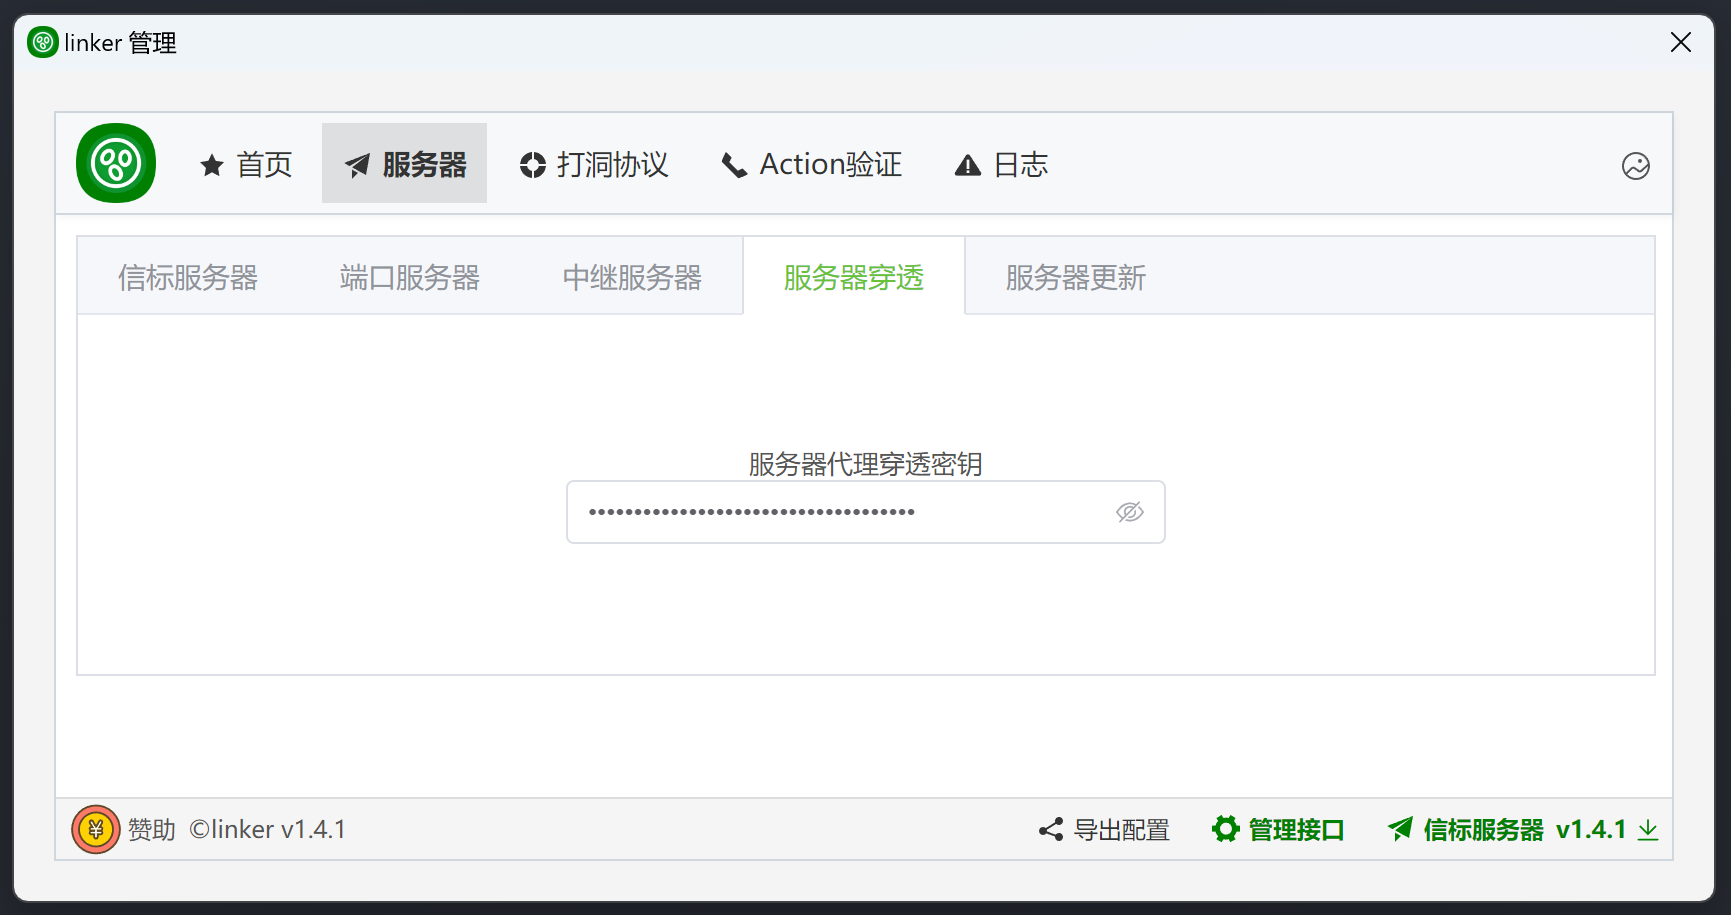 linker 管理
首页 服务器 打洞协议 Action验证 日志
信标服务器 端口服务器 中继服务器 服务器穿透 服务器更新
服务器代理穿透密钥
••••••••••••••••••••••••••••••••••••
¥ 赞助 ©linker v1.4.1 导出配置 管理接口 信标服务器 v1.4.1